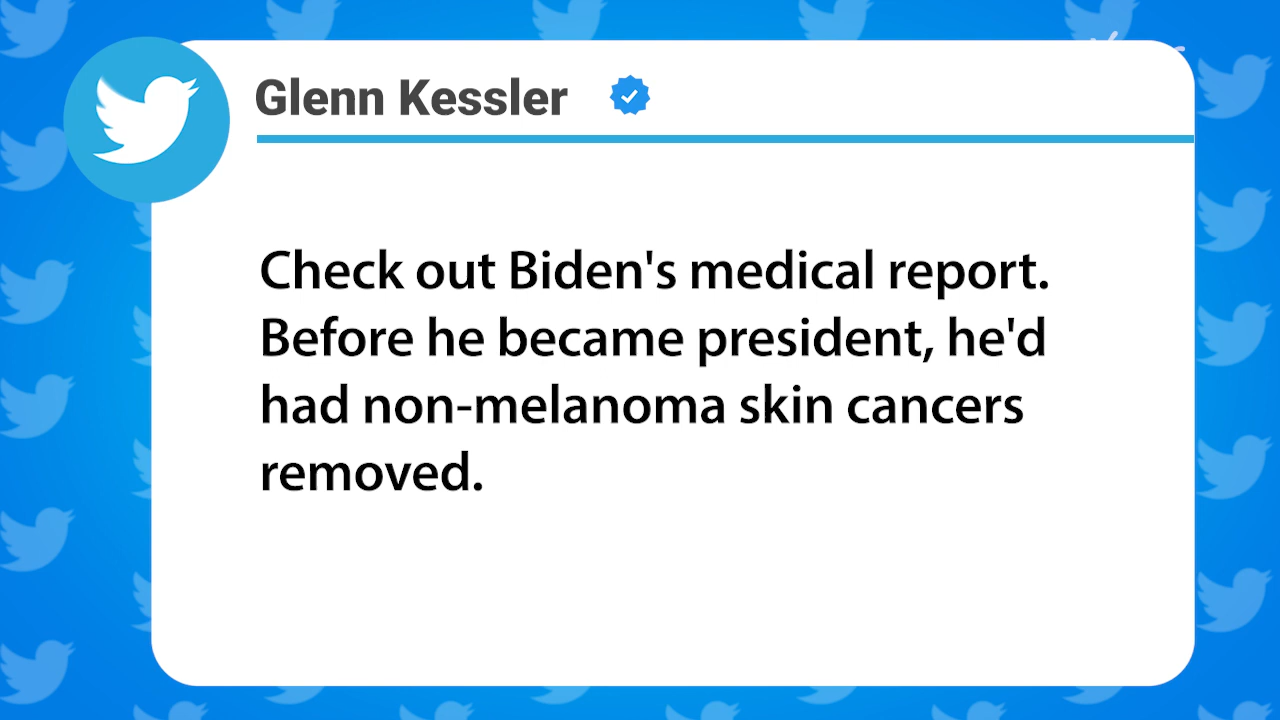 Glenn Kessler
Check out Biden's medical report.
Before he became president, he'd
had non-melanoma skin cancers
removed.